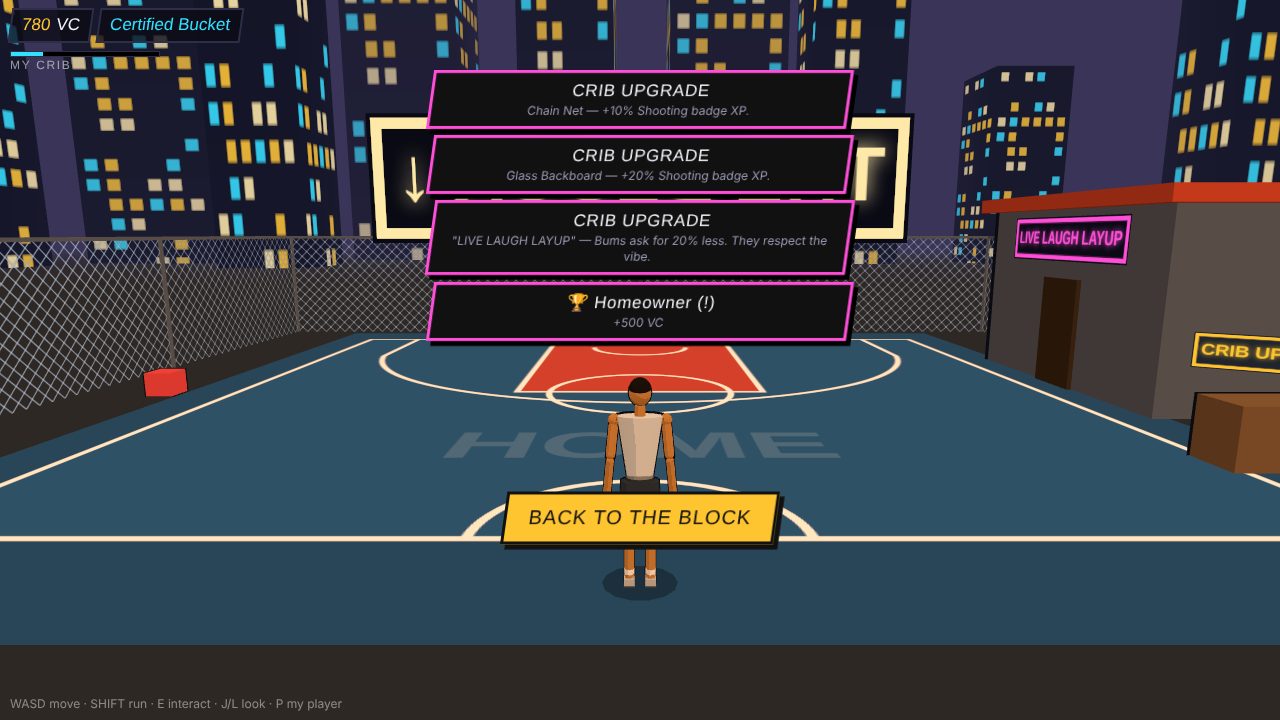 780 VC
Certified Bucket
MY CRIB
CRIB UPGRADE
Chain Net — +10% Shooting badge XP.
CRIB UPGRADE
Glass Backboard — +20% Shooting badge XP.
CRIB UPGRADE
"LIVE LAUGH LAYUP" — Bums ask for 20% less. They respect the
vibe.
🏆 Homeowner (!)
+500 VC
LIVE LAUGH LAYUP
CRIB UP
HOME
BACK TO THE BLOCK
WASD move · SHIFT run · E interact · J/L look · P my player